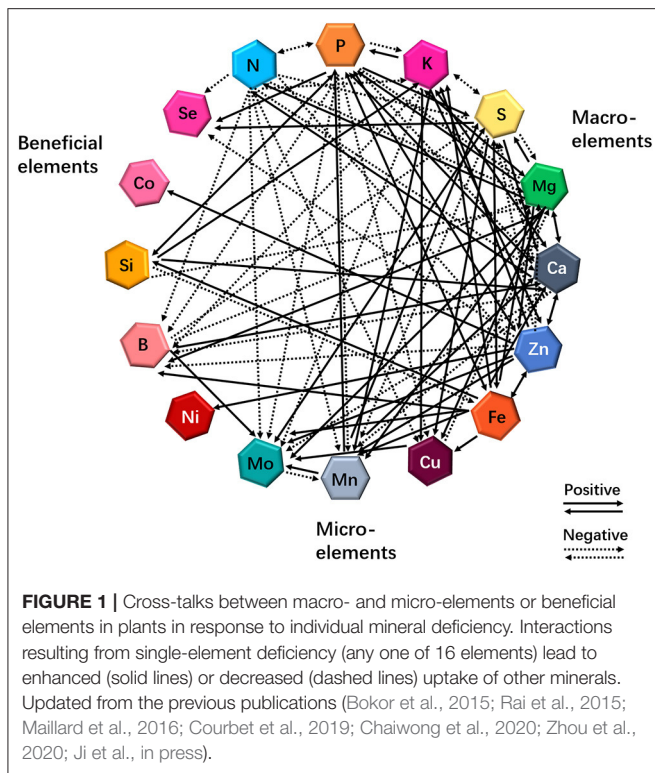 P
N
K
Se
S
Beneficial
elements
Macro-
elements
Co
Mg
Si
Ca
B
Zn
Ni
Fe
Mo
Mn
Cu
Micro-
elements
Positive
Negative
FIGURE 1 | Cross-talks between macro- and micro-elements or beneficial
elements in plants in response to individual mineral deficiency. Interactions
resulting from single-element deficiency (any one of 16 elements) lead to
enhanced (solid lines) or decreased (dashed lines) uptake of other minerals.
Updated from the previous publications (Bokor et al., 2015; Rai et al., 2015;
Maillard et al., 2016; Courbet et al., 2019; Chaiwong et al., 2020; Zhou et al.,
2020; Ji et al., in press).